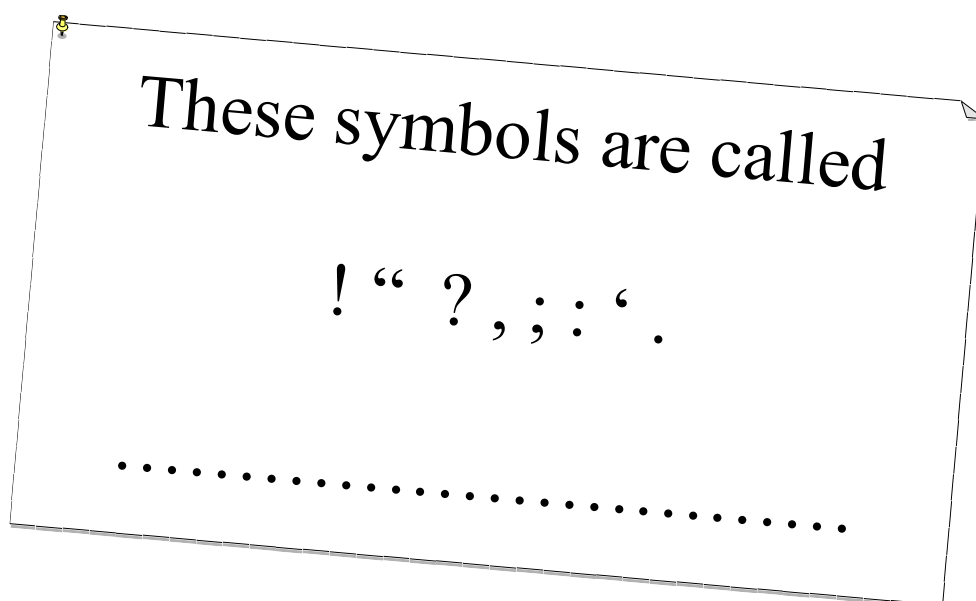 These symbols are called
! “ ? , ; : ‘ .
..............................